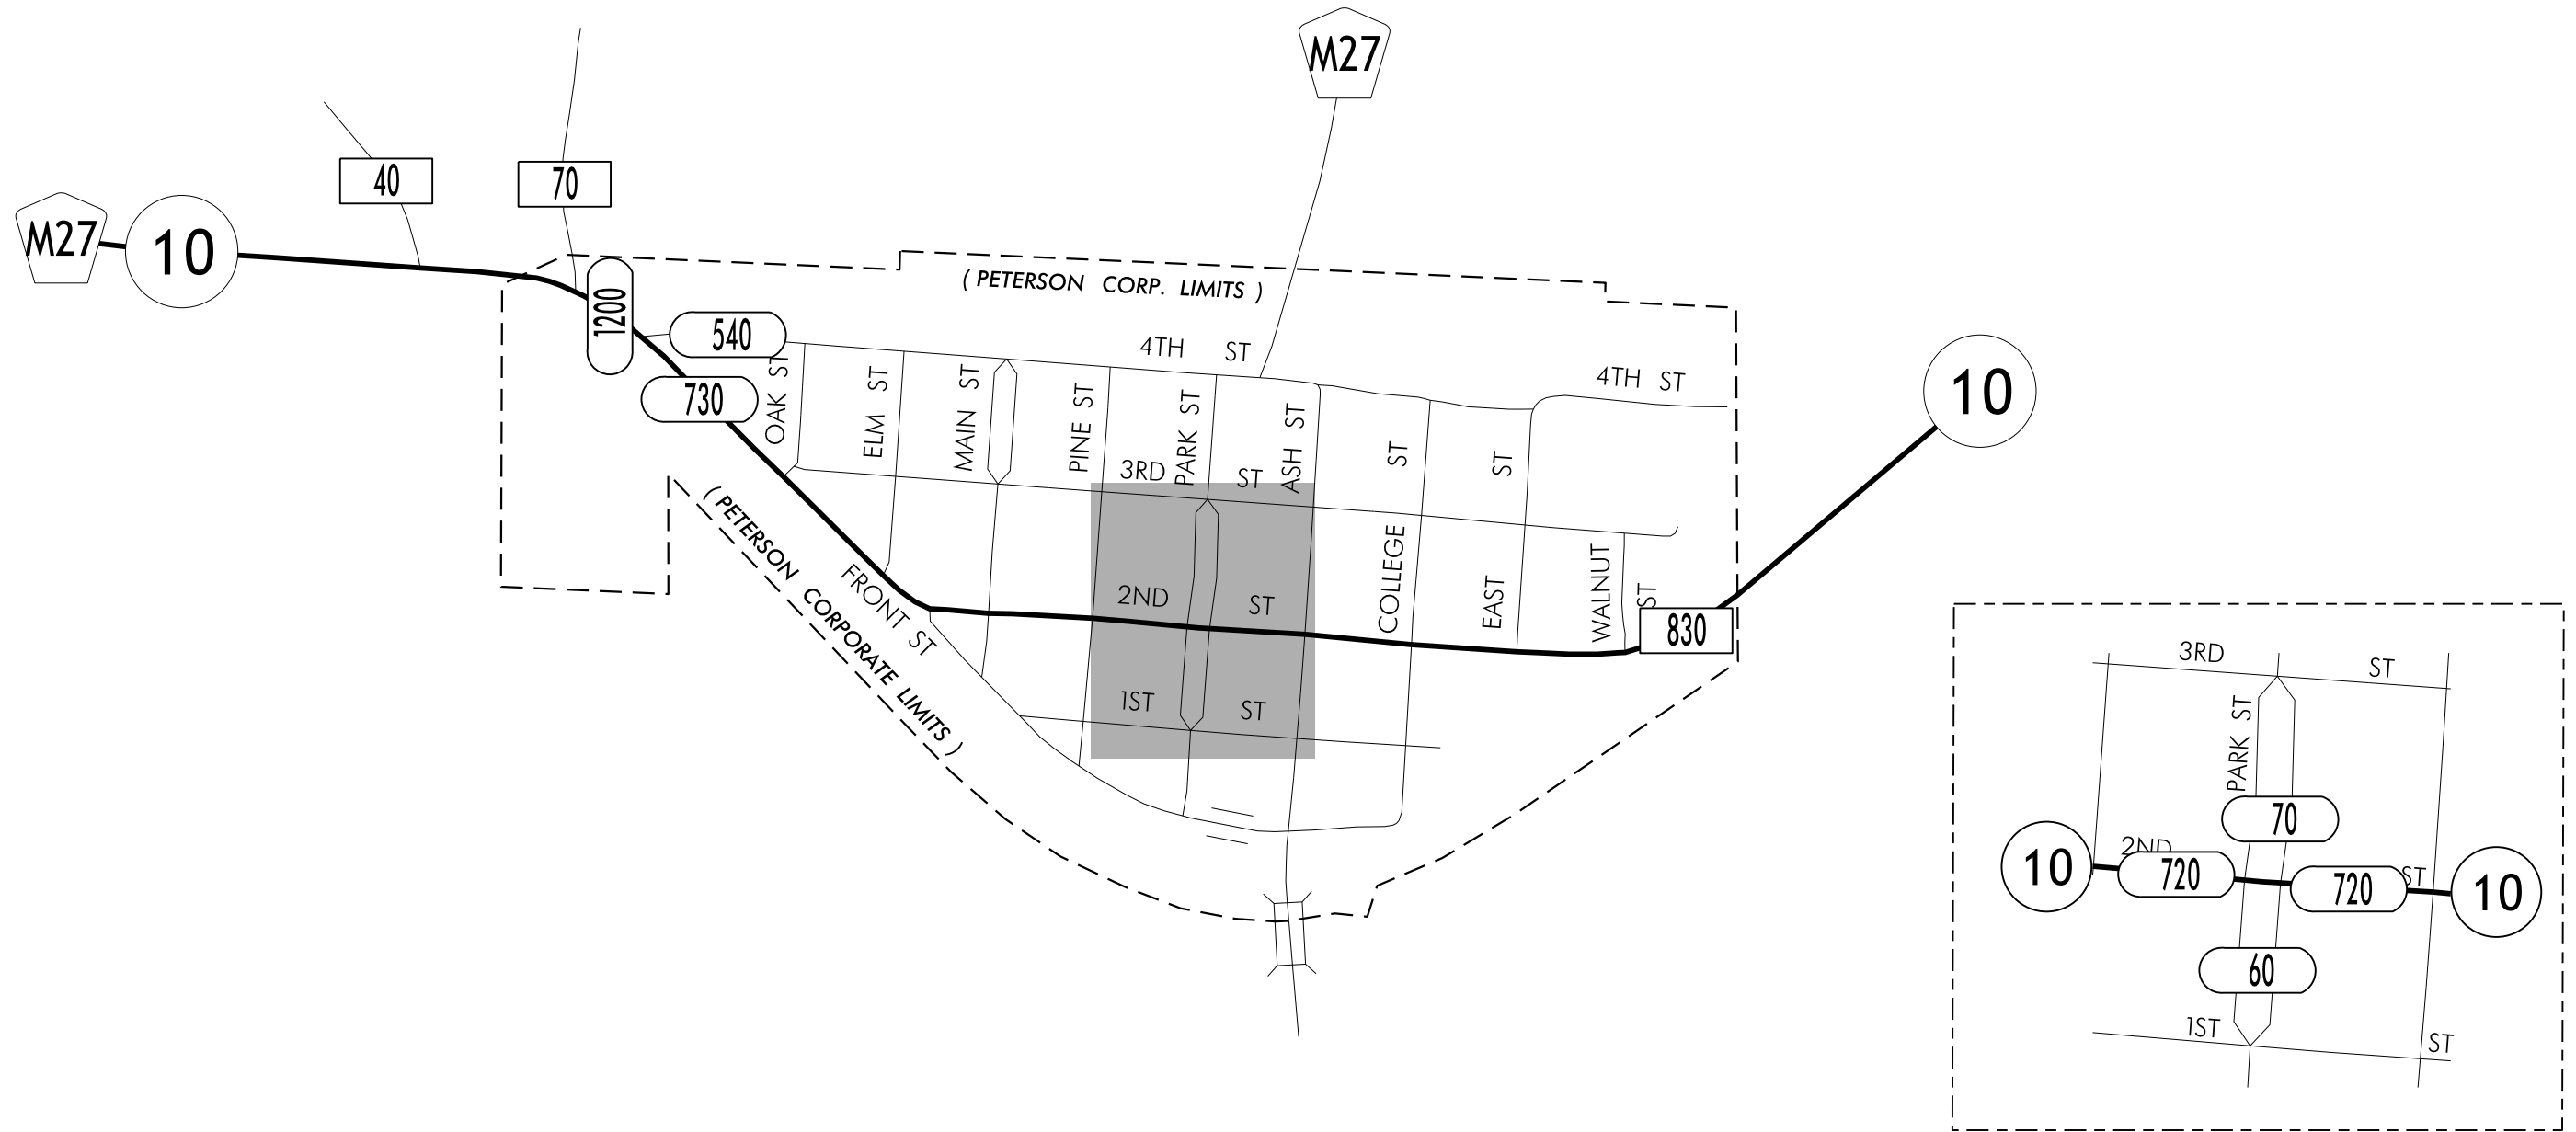 M27
M27
10
40
70
1200
540
730
( PETERSON CORP. LIMITS )
4TH ST
4TH ST
10
OAK ST
ELM ST
MAIN ST
PINE ST
PARK ST
ASH ST
COLLEGE ST
EAST ST
WALNUT ST
3RD ST
2ND ST
1ST ST
FRONT ST
( PETERSON CORPORATE LIMITS )
830
3RD ST
PARK ST
70
10
2ND ST
720
720
10
60
1ST ST